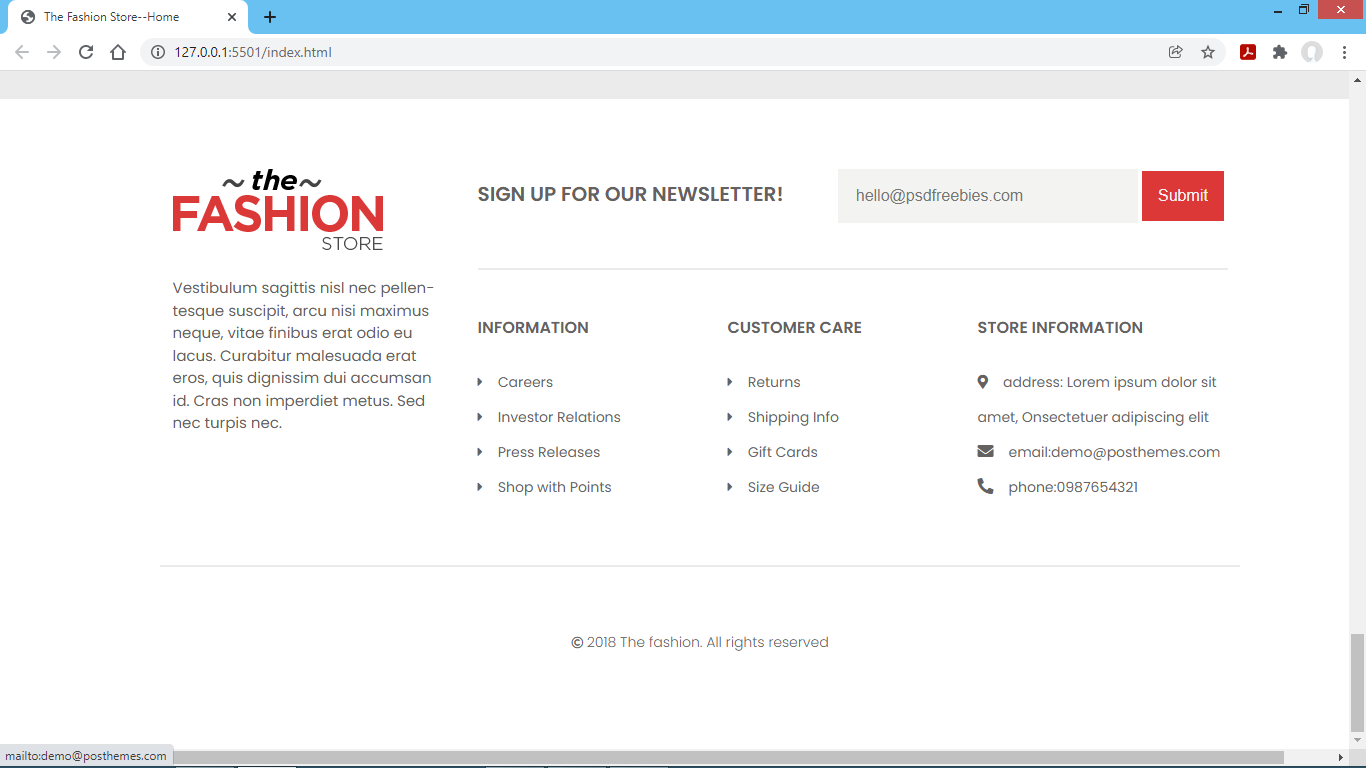 The Fashion Store--Home
127.0.0.1:5501/index.html
~ the ~
FASHION
STORE
Vestibulum sagittis nisl nec pellen-
tesque suscipit, arcu nisi maximus
neque, vitae finibus erat odio eu
lacus. Curabitur malesuada erat
eros, quis dignissim dui accumsan
id. Cras non imperdiet metus. Sed
nec turpis nec.
SIGN UP FOR OUR NEWSLETTER!
hello@psdfreebies.com
Submit
INFORMATION
Careers
Investor Relations
Press Releases
Shop with Points
CUSTOMER CARE
Returns
Shipping Info
Gift Cards
Size Guide
STORE INFORMATION
address: Lorem ipsum dolor sit
amet, Onsectetuer adipiscing elit
email:demo@posthemes.com
phone:0987654321
© 2018 The fashion. All rights reserved
mailto:demo@posthemes.com